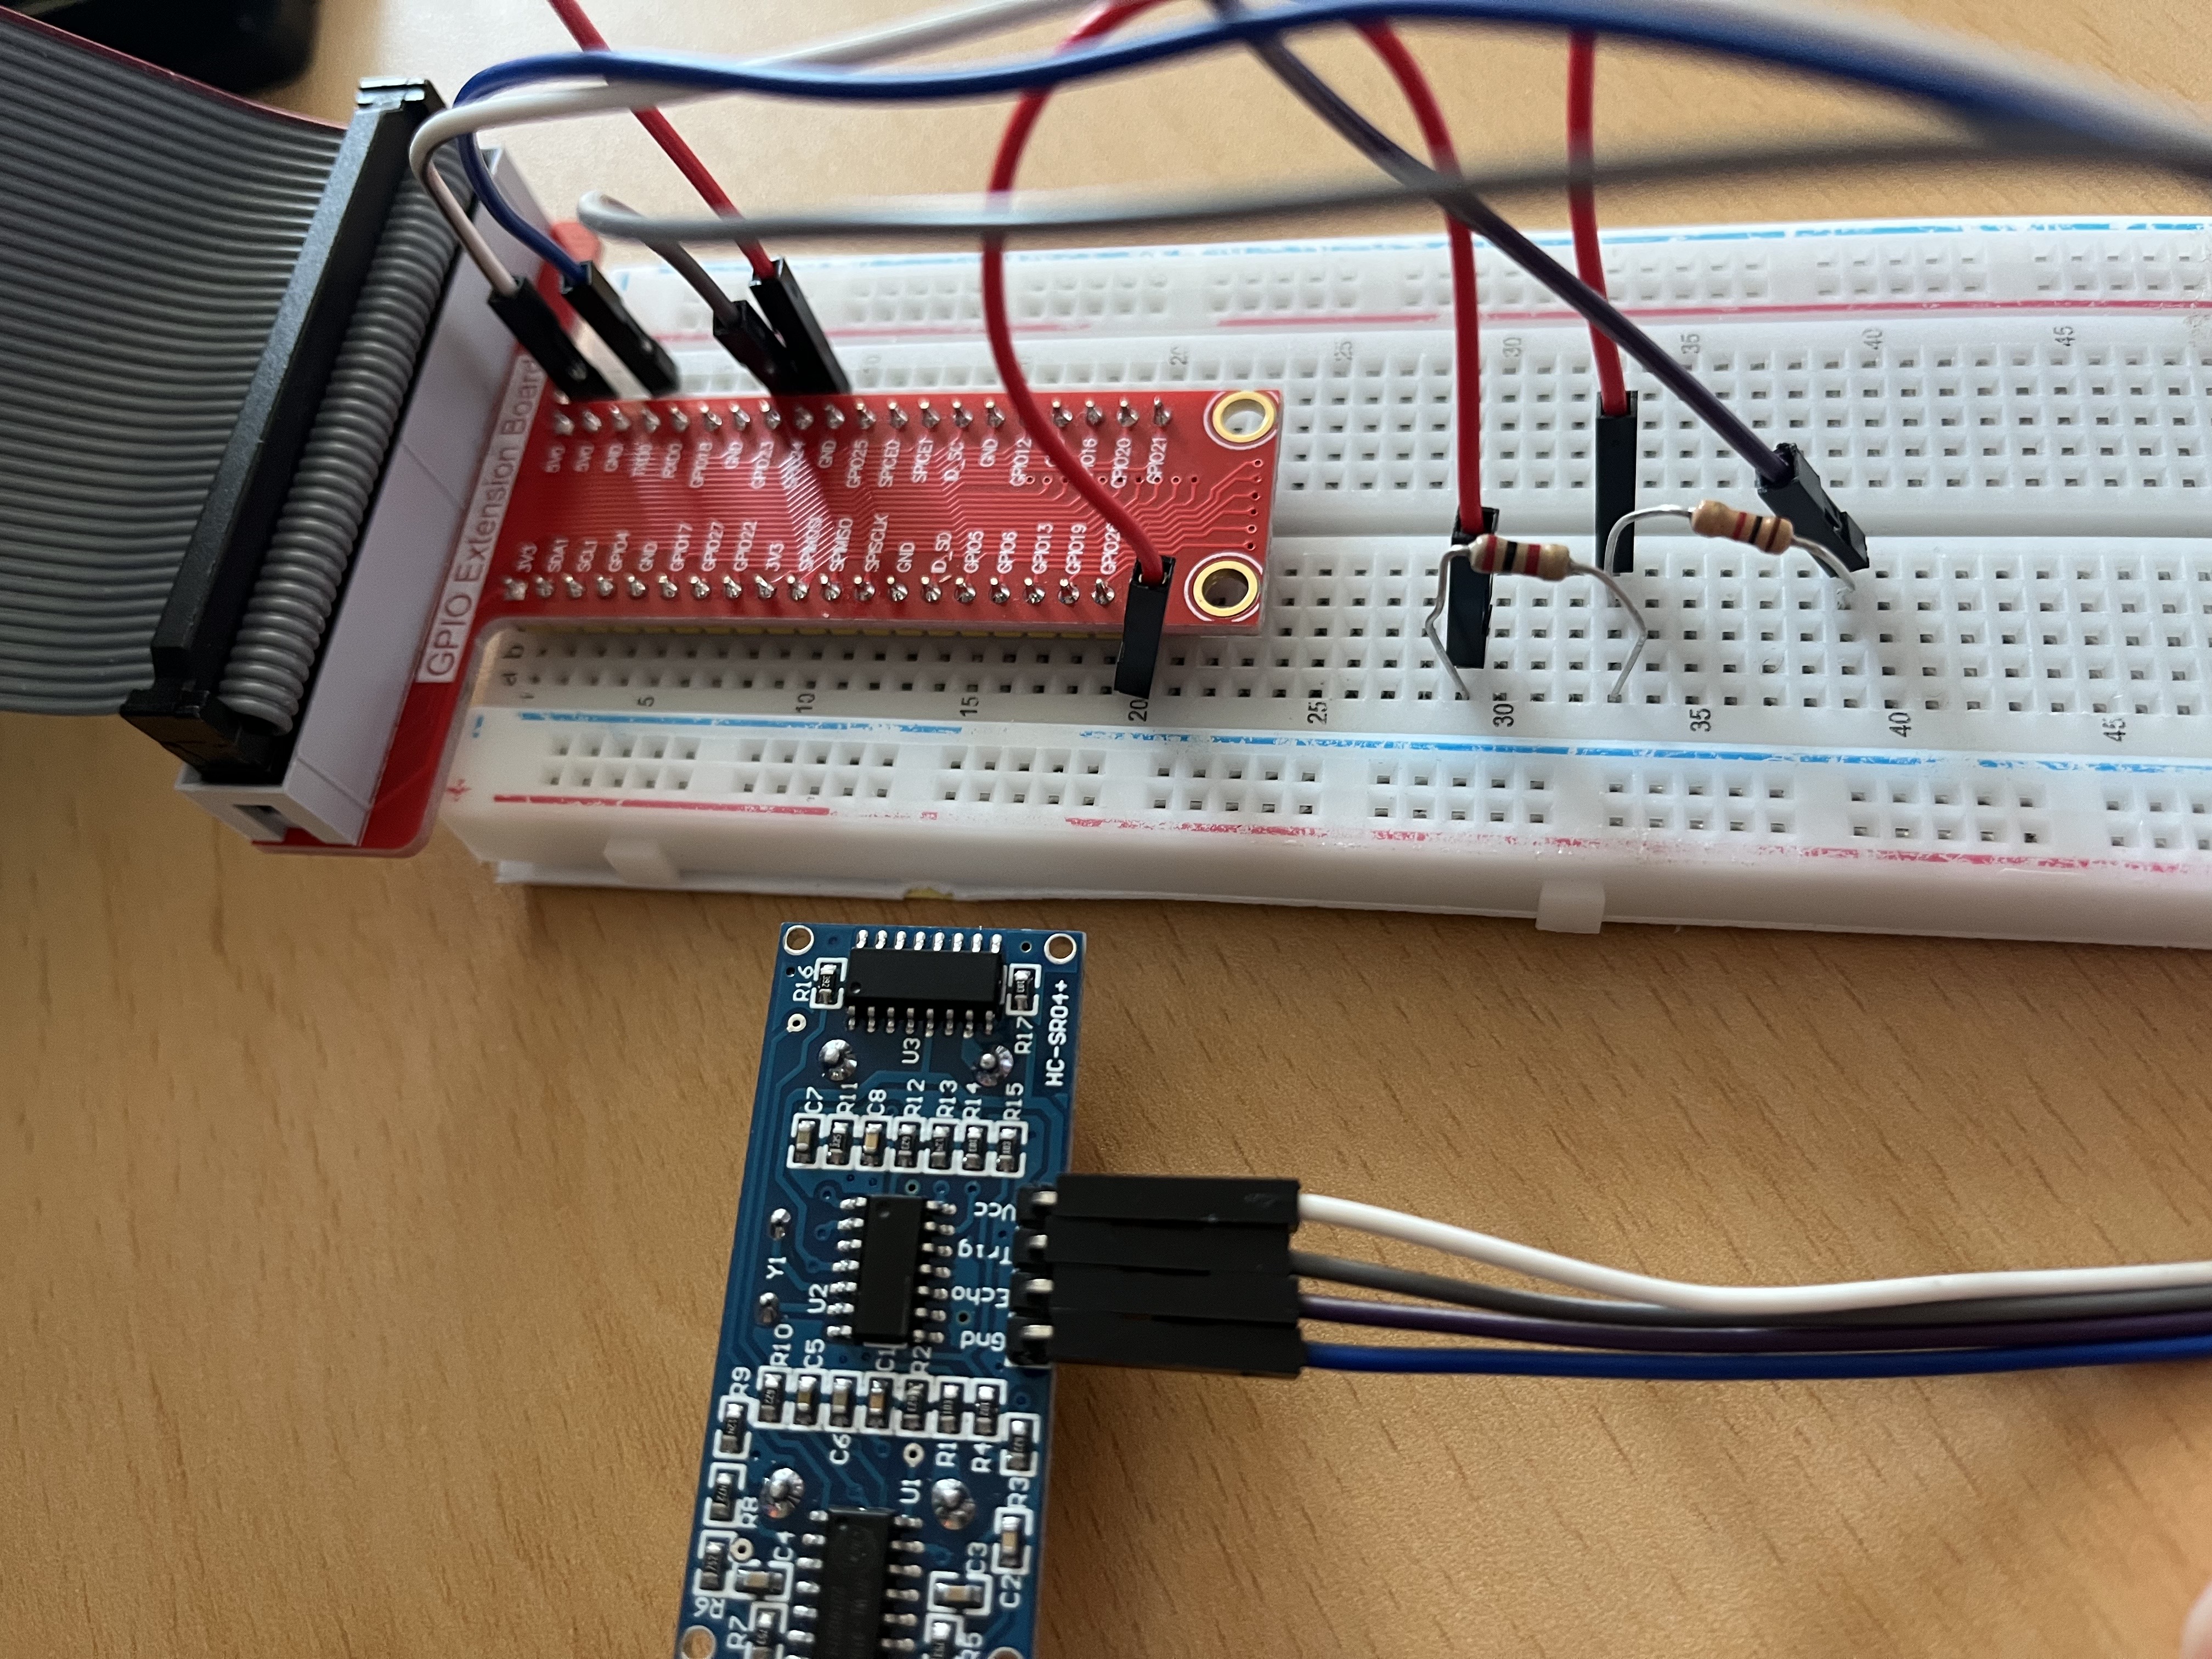 GPIO Extension Board
a b
1
5
10
15
20
25
30
35
40
45
3V3
SDA1
SCL1
GPIO4
GND
GPIO17
GPIO27
GPIO22
3V3
SPIMOSI
SPIMISO
SPISCLK
GND
ID_SD
GPIO5
GPIO6
GPIO13
GPIO19
GPIO26
5V0
5V0
GND
TXD0
RXD0
GPIO18
GND
GPIO23
GND
GPIO25
SPICE0
SPICE1
ID_SC
GND
GPIO12
GPIO20
GPIO21
10
20
25
30
35
40
45
R6
R7
R8
R9
C4
R10
Y1
C5
U2
C6
C1
U1
R2
R1
R4
C3
C2
R3
C7
R11
C8
R12
R13
R14
R15
R16
U3
R17
Gnd
Echo
Trig
Vcc
HC-SR04+